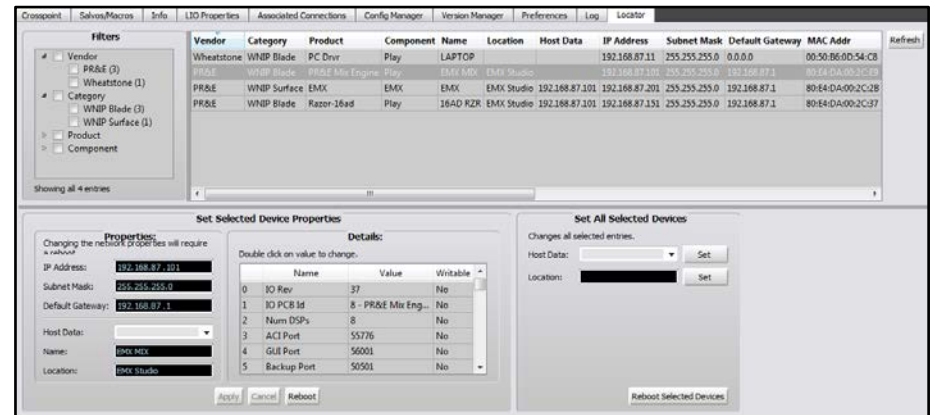 Crosspoint Salvos/Macros Info LIO Properties Associated Connections Config Manager Version Manager Preferences Log Locator
Filters
Vendor
PR&E (3)
Wheatstone (1)
Category
WNIP Blade (3)
WNIP Surface (1)
Product
Component
Showing all 4 entries
Vendor Category Product Component Name Location Host Data IP Address Subnet Mask Default Gateway MAC Addr
Wheatstone WNIP Blade PC Drvr Play LAPTOP 192.168.87.11 255.255.255.0 0.0.0.0 00:50:B6:0D:54:C8
PR&E WNIP Blade PR&E Mix Engine Play EMX MIX EMX Studio 192.168.87.101 255.255.255.0 192.168.87.1
PR&E WNIP Surface EMX EMX EMX EMX Studio 192.168.87.101 192.168.87.201 255.255.255.0 192.168.87.1 80:E4:DA:00:2C:2B
PR&E WNIP Blade Razor-16ad Play 16AD RZR EMX Studio 192.168.87.101 192.168.87.151 255.255.255.0 192.168.87.1 80:E4:DA:00:2C:37
Refresh
Set Selected Device Properties
Properties:
Changing the network properties will require
a reboot
IP Address: 192.168.87.101
Subnet Mask: 255.255.255.0
Default Gateway: 192.168.87.1
Host Data:
Name: EMX MIX
Location: EMX Studio
Details:
Double click on value to change.
Name Value Writable
0 IO Rev 37 No
1 IO PCB Id 8 - PR&E Mix Eng... No
2 Num DSPs 8 No
3 ACI Port 55776 No
4 GUI Port 56001 No
5 Backup Port 50501 No
Apply Cancel Reboot
Set All Selected Devices
Changes all selected entries.
Host Data: Set
Location: Set
Reboot Selected Devices